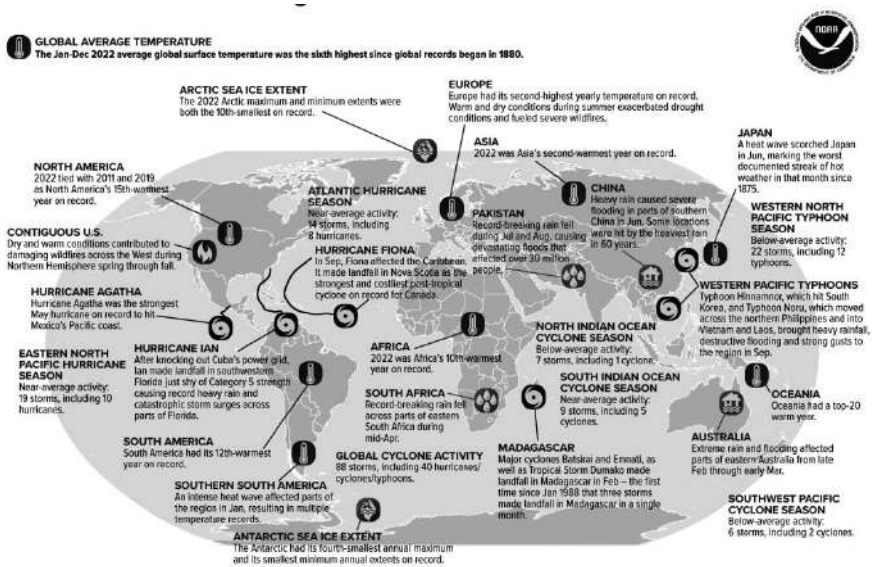 GLOBAL AVERAGE TEMPERATURE
The Jan-Dec 2022 average global surface temperature was the sixth highest since global records began in 1880.
NOAA
ARCTIC SEA ICE EXTENT
The 2022 Arctic maximum and minimum extents were
both the 10th-smallest on record.
EUROPE
Europe had its second-highest yearly temperature on record.
Warm and dry conditions during summer exacerbated drought
conditions and fueled severe wildfires.
ASIA
2022 was Asia's second-warmest year on record.
JAPAN
A heat wave scorched Japan
in Jun, marking the worst
documented streak of hot
weather in that month since
1875.
NORTH AMERICA
2022 tied with 2011 and 2019
as North America's 15th-warmest
year on record.
ATLANTIC HURRICANE
SEASON
Near-average activity:
14 storms, including
8 hurricanes.
PAKISTAN
Record-breaking rain fell
during Jul and Aug, causing
devastating floods that
affected over 30 million
people.
CHINA
Heavy rain caused severe
flooding in parts of southern
China in Jun. Some locations
were hit by the heaviest rain
in 60 years.
WESTERN NORTH
PACIFIC TYPHOON
SEASON
Below-average activity:
22 storms, including 12
typhoons.
CONTIGUOUS U.S.
Dry and warm conditions contributed to
damaging wildfires across the West during
Northern Hemisphere spring through fall.
HURRICANE FIONA
In Sep, Fiona affected the Caribbean.
It made landfall in Nova Scotia as the
strongest and costliest post-tropical
cyclone on record for Canada.
WESTERN PACIFIC TYPHOONS
Typhoon Hinnamnor, which hit South
Korea, and Typhoon Noru, which moved
across the northern Philippines and into
Vietnam and Laos, brought heavy rainfall,
destructive flooding and strong gusts to
the region in Sep.
HURRICANE AGATHA
Hurricane Agatha was the strongest
May hurricane on record to hit
Mexico's Pacific coast.
EASTERN NORTH
PACIFIC HURRICANE
SEASON
Near-average activity:
19 storms, including 10
hurricanes.
HURRICANE IAN
After knocking out Cuba's power grid,
Ian made landfall in southwestern
Florida just shy of Category 5 strength
causing record heavy rain and
catastrophic storm surges across
parts of Florida.
AFRICA
2022 was Africa's 10th-warmest
year on record.
NORTH INDIAN OCEAN
CYCLONE SEASON
Below-average activity:
7 storms, including 1 cyclone.
SOUTH AFRICA
Record-breaking rain fell
across parts of eastern
South Africa during
mid-Apr.
SOUTH INDIAN OCEAN
CYCLONE SEASON
Near-average activity:
9 storms, including 5
cyclones.
OCEANIA
Oceania had a top-20
warm year.
SOUTH AMERICA
South America had its 12th-warmest
year on record.
GLOBAL CYCLONE ACTIVITY
88 storms, including 40 hurricanes/
cyclones/typhoons.
MADAGASCAR
Major cyclones Batsirai and Emnati, as
well as Tropical Storm Dumako made
landfall in Madagascar in Feb – the first
time since Jan 1988 that three storms
made landfall in Madagascar in a single
month.
AUSTRALIA
Extreme rain and flooding affected
parts of eastern Australia from late
Feb through early Mar.
SOUTHERN SOUTH AMERICA
An intense heat wave affected parts of
the region in Jan, resulting in multiple
temperature records.
SOUTHWEST PACIFIC
CYCLONE SEASON
Below-average activity:
6 storms, including 2 cyclones.
ANTARCTIC SEA ICE EXTENT
The Antarctic had its fourth-smallest annual maximum
and its smallest minimum annual extents on record.